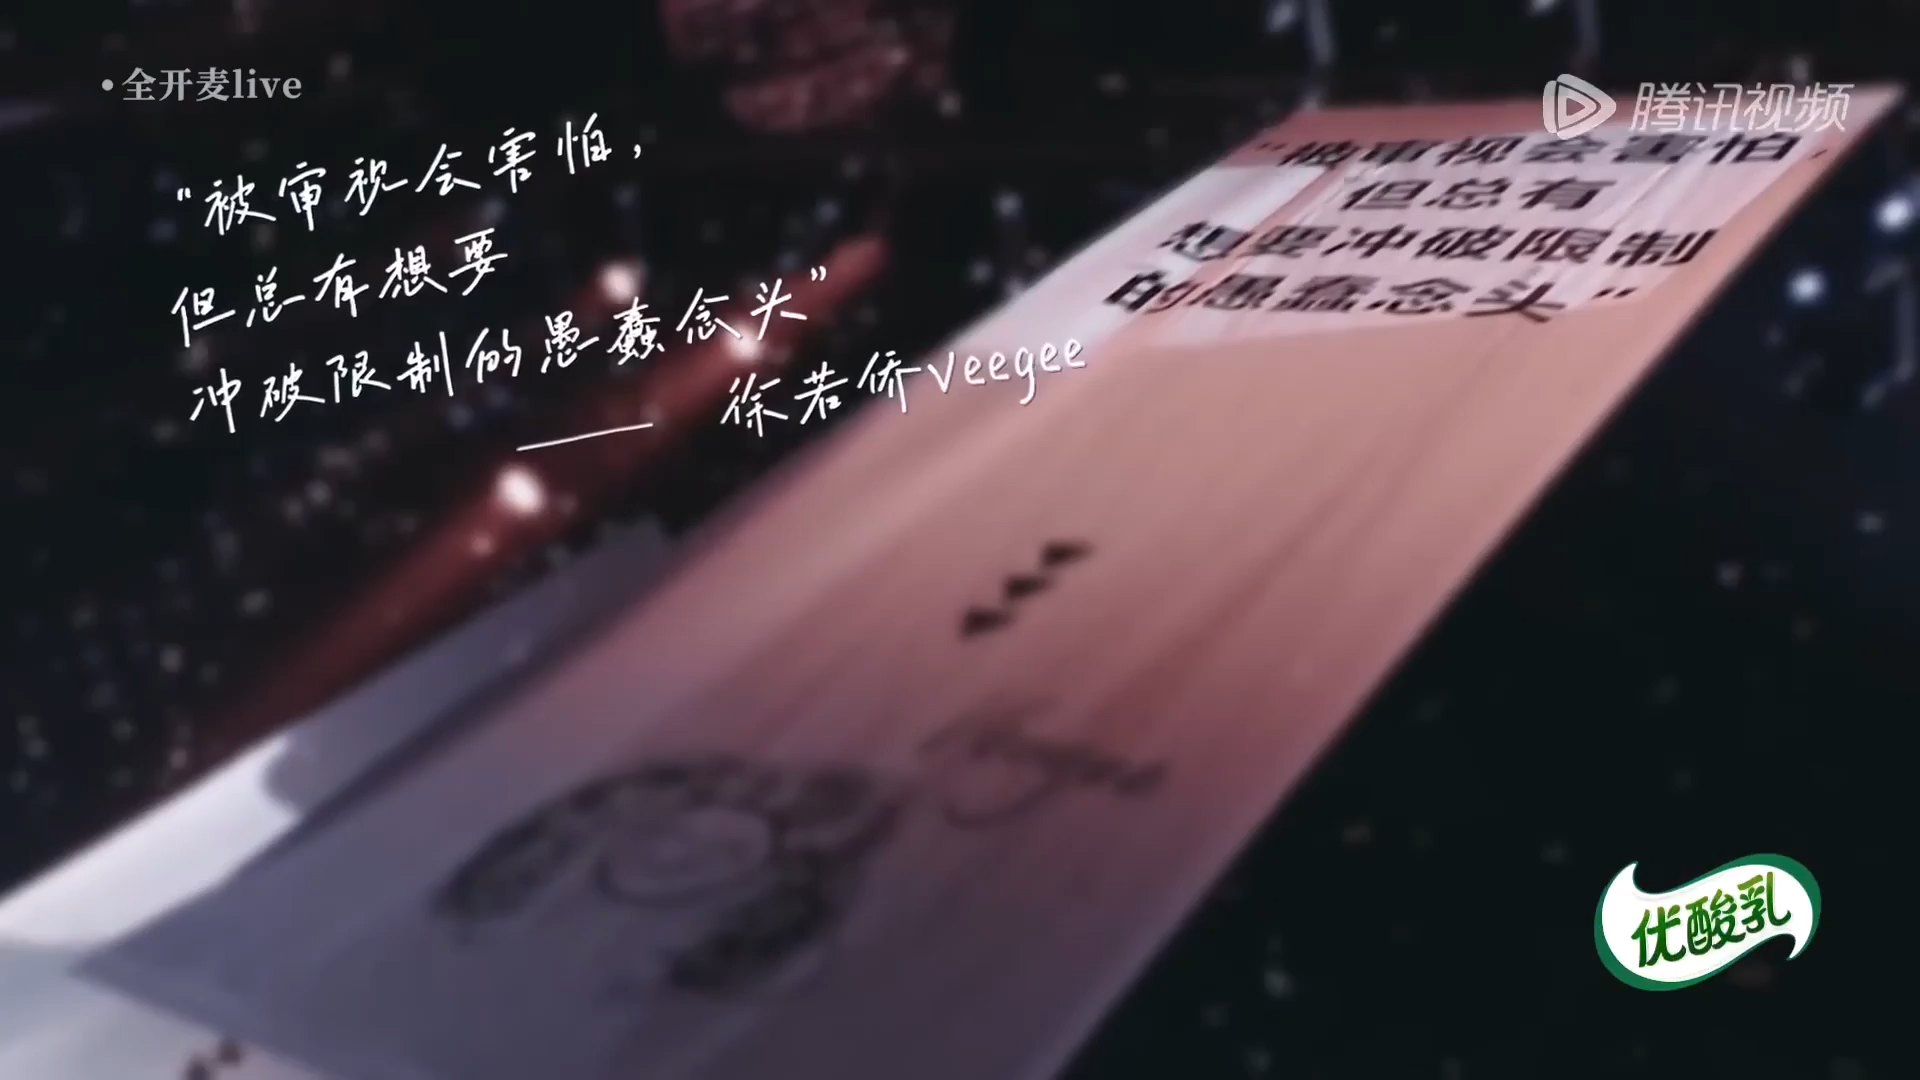 ·全开麦live
腾讯视频
“被审视会害怕，
但总有想要
冲破限制的愚蠢念头”
—— 徐若侨Veegee
“被审视会害怕，
但总有
想要冲破限制
的愚蠢念头”
优酸乳